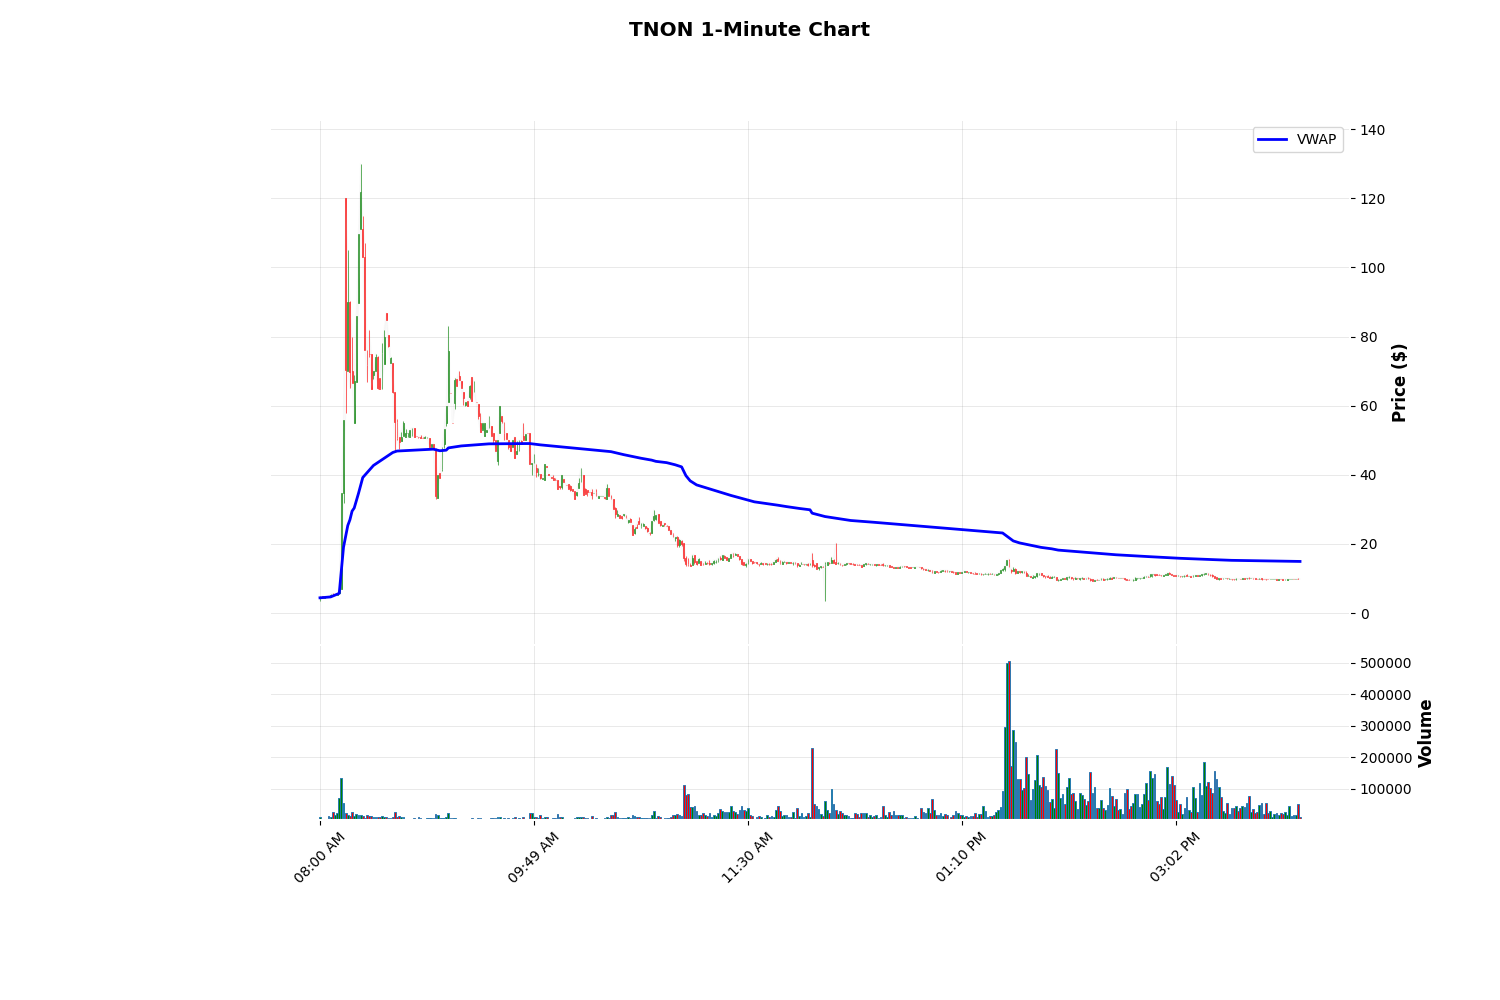 TNON 1-Minute Chart
VWAP
140
120
100
80
60
40
20
0
Price ($)
500000
400000
300000
200000
100000
Volume
08:00 AM
09:49 AM
11:30 AM
01:10 PM
03:02 PM